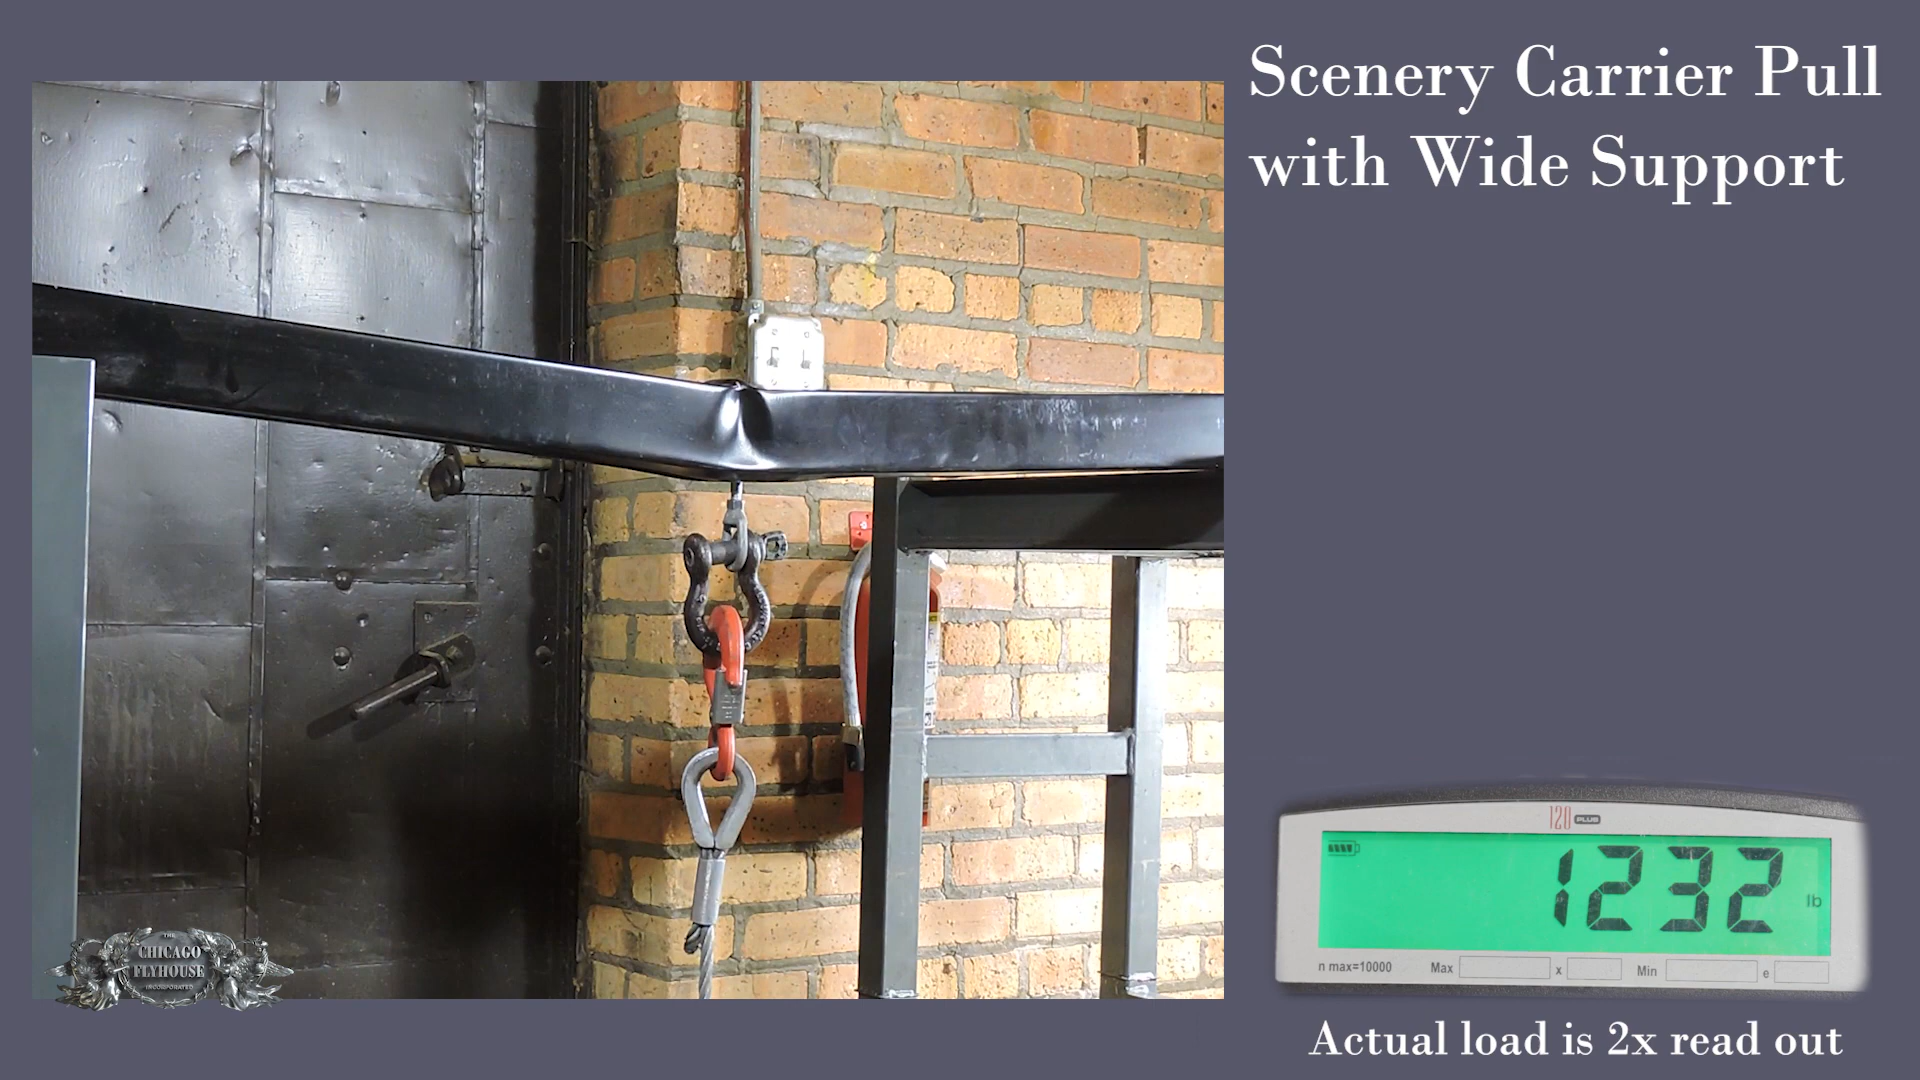 Scenery Carrier Pull
with Wide Support
120 PLUS
1232 lb
n max=10000 Max x Min e
THE
CHICAGO
FLYHOUSE
INCORPORATED
Actual load is 2x read out